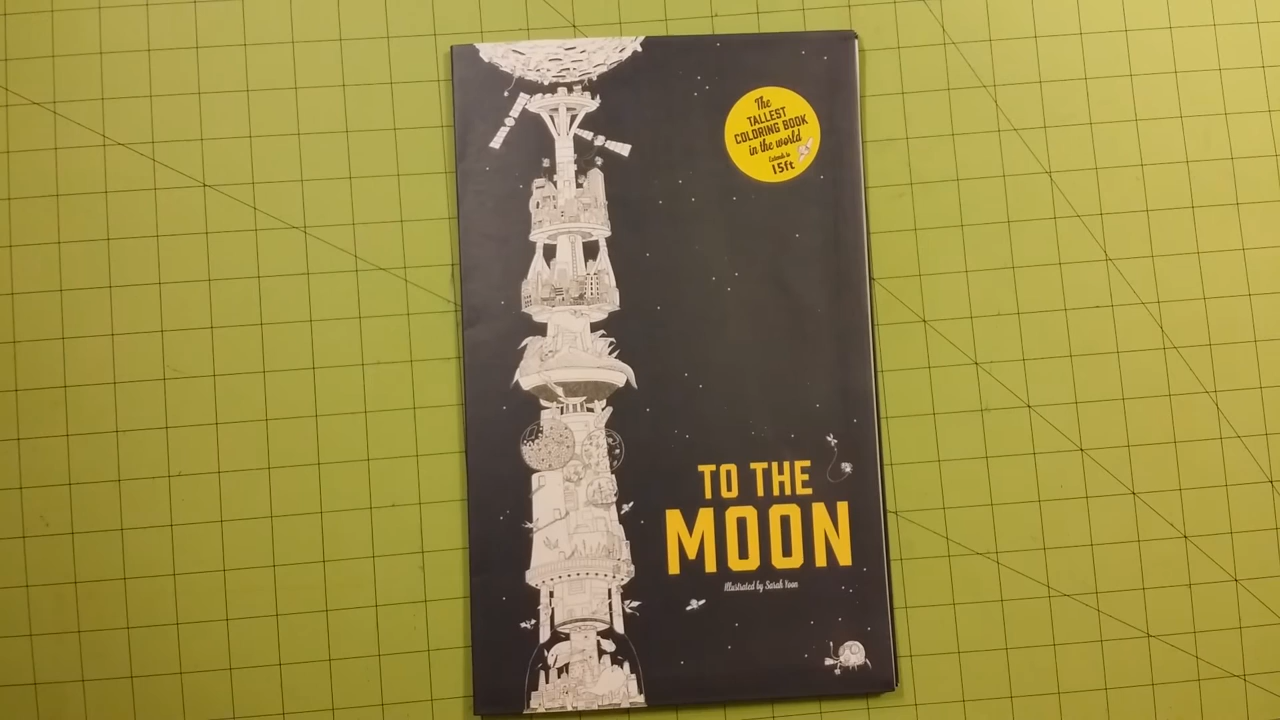 The
TALLEST
COLORING BOOK
in the world
Extends to
15ft
TO THE
MOON
Illustrated by Sarah Yoon